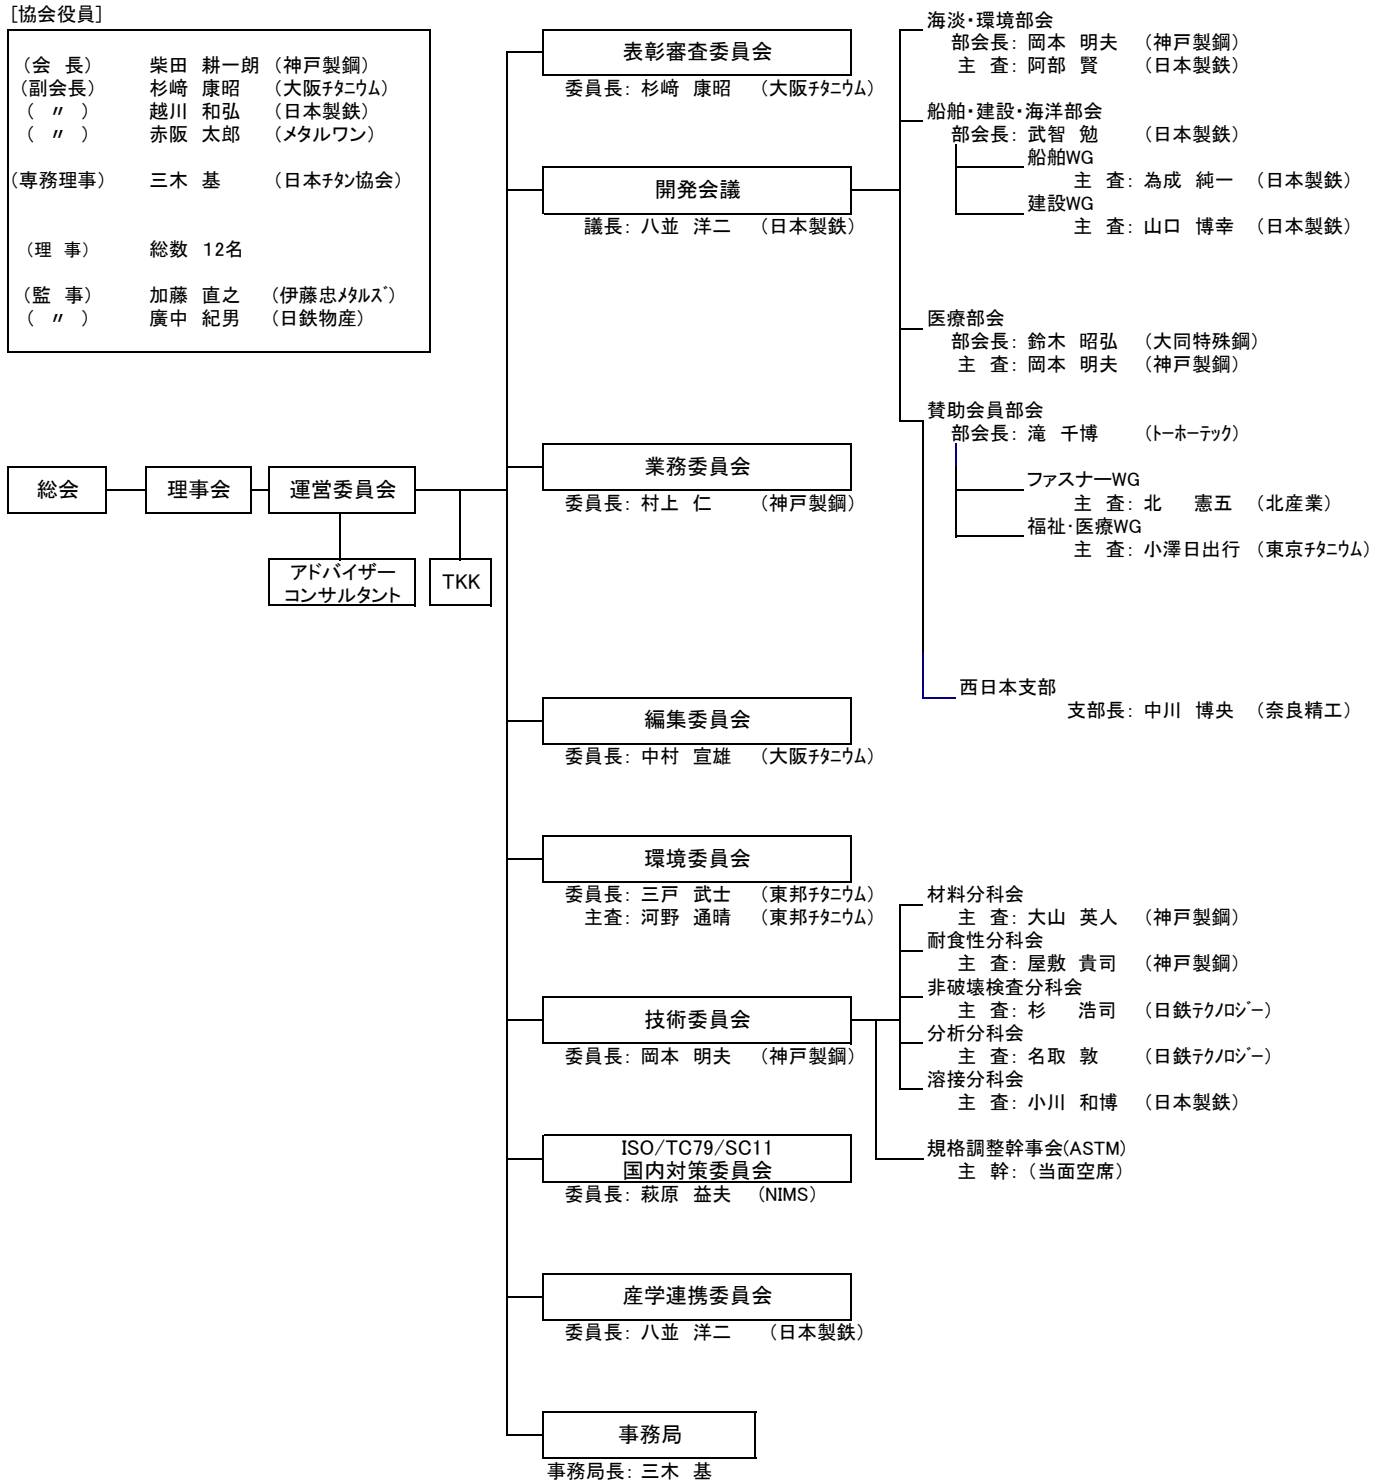 [協会役員]
(会 長) 柴田 耕一朗 (神戸製鋼)
(副会長) 杉﨑 康昭 (大阪ﾁﾀﾆｳﾑ)
( 〃 ) 越川 和弘 (日本製鉄)
( 〃 ) 赤阪 太郎 (メタルワン)
(専務理事) 三木 基 (日本ﾁﾀﾝ協会)
(理 事) 総数 12名
(監 事) 加藤 直之 (伊藤忠ﾒﾀﾙｽﾞ)
( 〃 ) 廣中 紀男 (日鉄物産)
総会
理事会
運営委員会
アドバイザー
コンサルタント
TKK
表彰審査委員会
委員長: 杉﨑 康昭 (大阪ﾁﾀﾆｳﾑ)
開発会議
議長: 八並 洋二 (日本製鉄)
海淡・環境部会
部会長: 岡本 明夫 (神戸製鋼)
主 査: 阿部 賢 (日本製鉄)
船舶・建設・海洋部会
部会長: 武智 勉 (日本製鉄)
船舶WG
主 査: 為成 純一 (日本製鉄)
建設WG
主 査: 山口 博幸 (日本製鉄)
医療部会
部会長: 鈴木 昭弘 (大同特殊鋼)
主 査: 岡本 明夫 (神戸製鋼)
賛助会員部会
部会長: 滝 千博 (ﾄｰﾎｰﾃｯｸ)
ファスナーWG
主 査: 北 憲五 (北産業)
福祉・医療WG
主 査: 小澤日出行 (東京ﾁﾀﾆｳﾑ)
西日本支部
支部長: 中川 博央 (奈良精工)
業務委員会
委員長: 村上 仁 (神戸製鋼)
編集委員会
委員長: 中村 宣雄 (大阪ﾁﾀﾆｳﾑ)
環境委員会
委員長: 三戸 武士 (東邦ﾁﾀﾆｳﾑ)
主査: 河野 通晴 (東邦ﾁﾀﾆｳﾑ)
技術委員会
委員長: 岡本 明夫 (神戸製鋼)
材料分科会
主 査: 大山 英人 (神戸製鋼)
耐食性分科会
主 査: 屋敷 貴司 (神戸製鋼)
非破壊検査分科会
主 査: 杉 浩司 (日鉄ﾃｸﾉﾛｼﾞｰ)
分析分科会
主 査: 名取 敦 (日鉄ﾃｸﾉﾛｼﾞｰ)
溶接分科会
主 査: 小川 和博 (日本製鉄)
規格調整幹事会(ASTM)
主 幹: (当面空席)
ISO/TC79/SC11
国内対策委員会
委員長: 萩原 益夫 (NIMS)
産学連携委員会
委員長: 八並 洋二 (日本製鉄)
事務局
事務局長: 三木 基